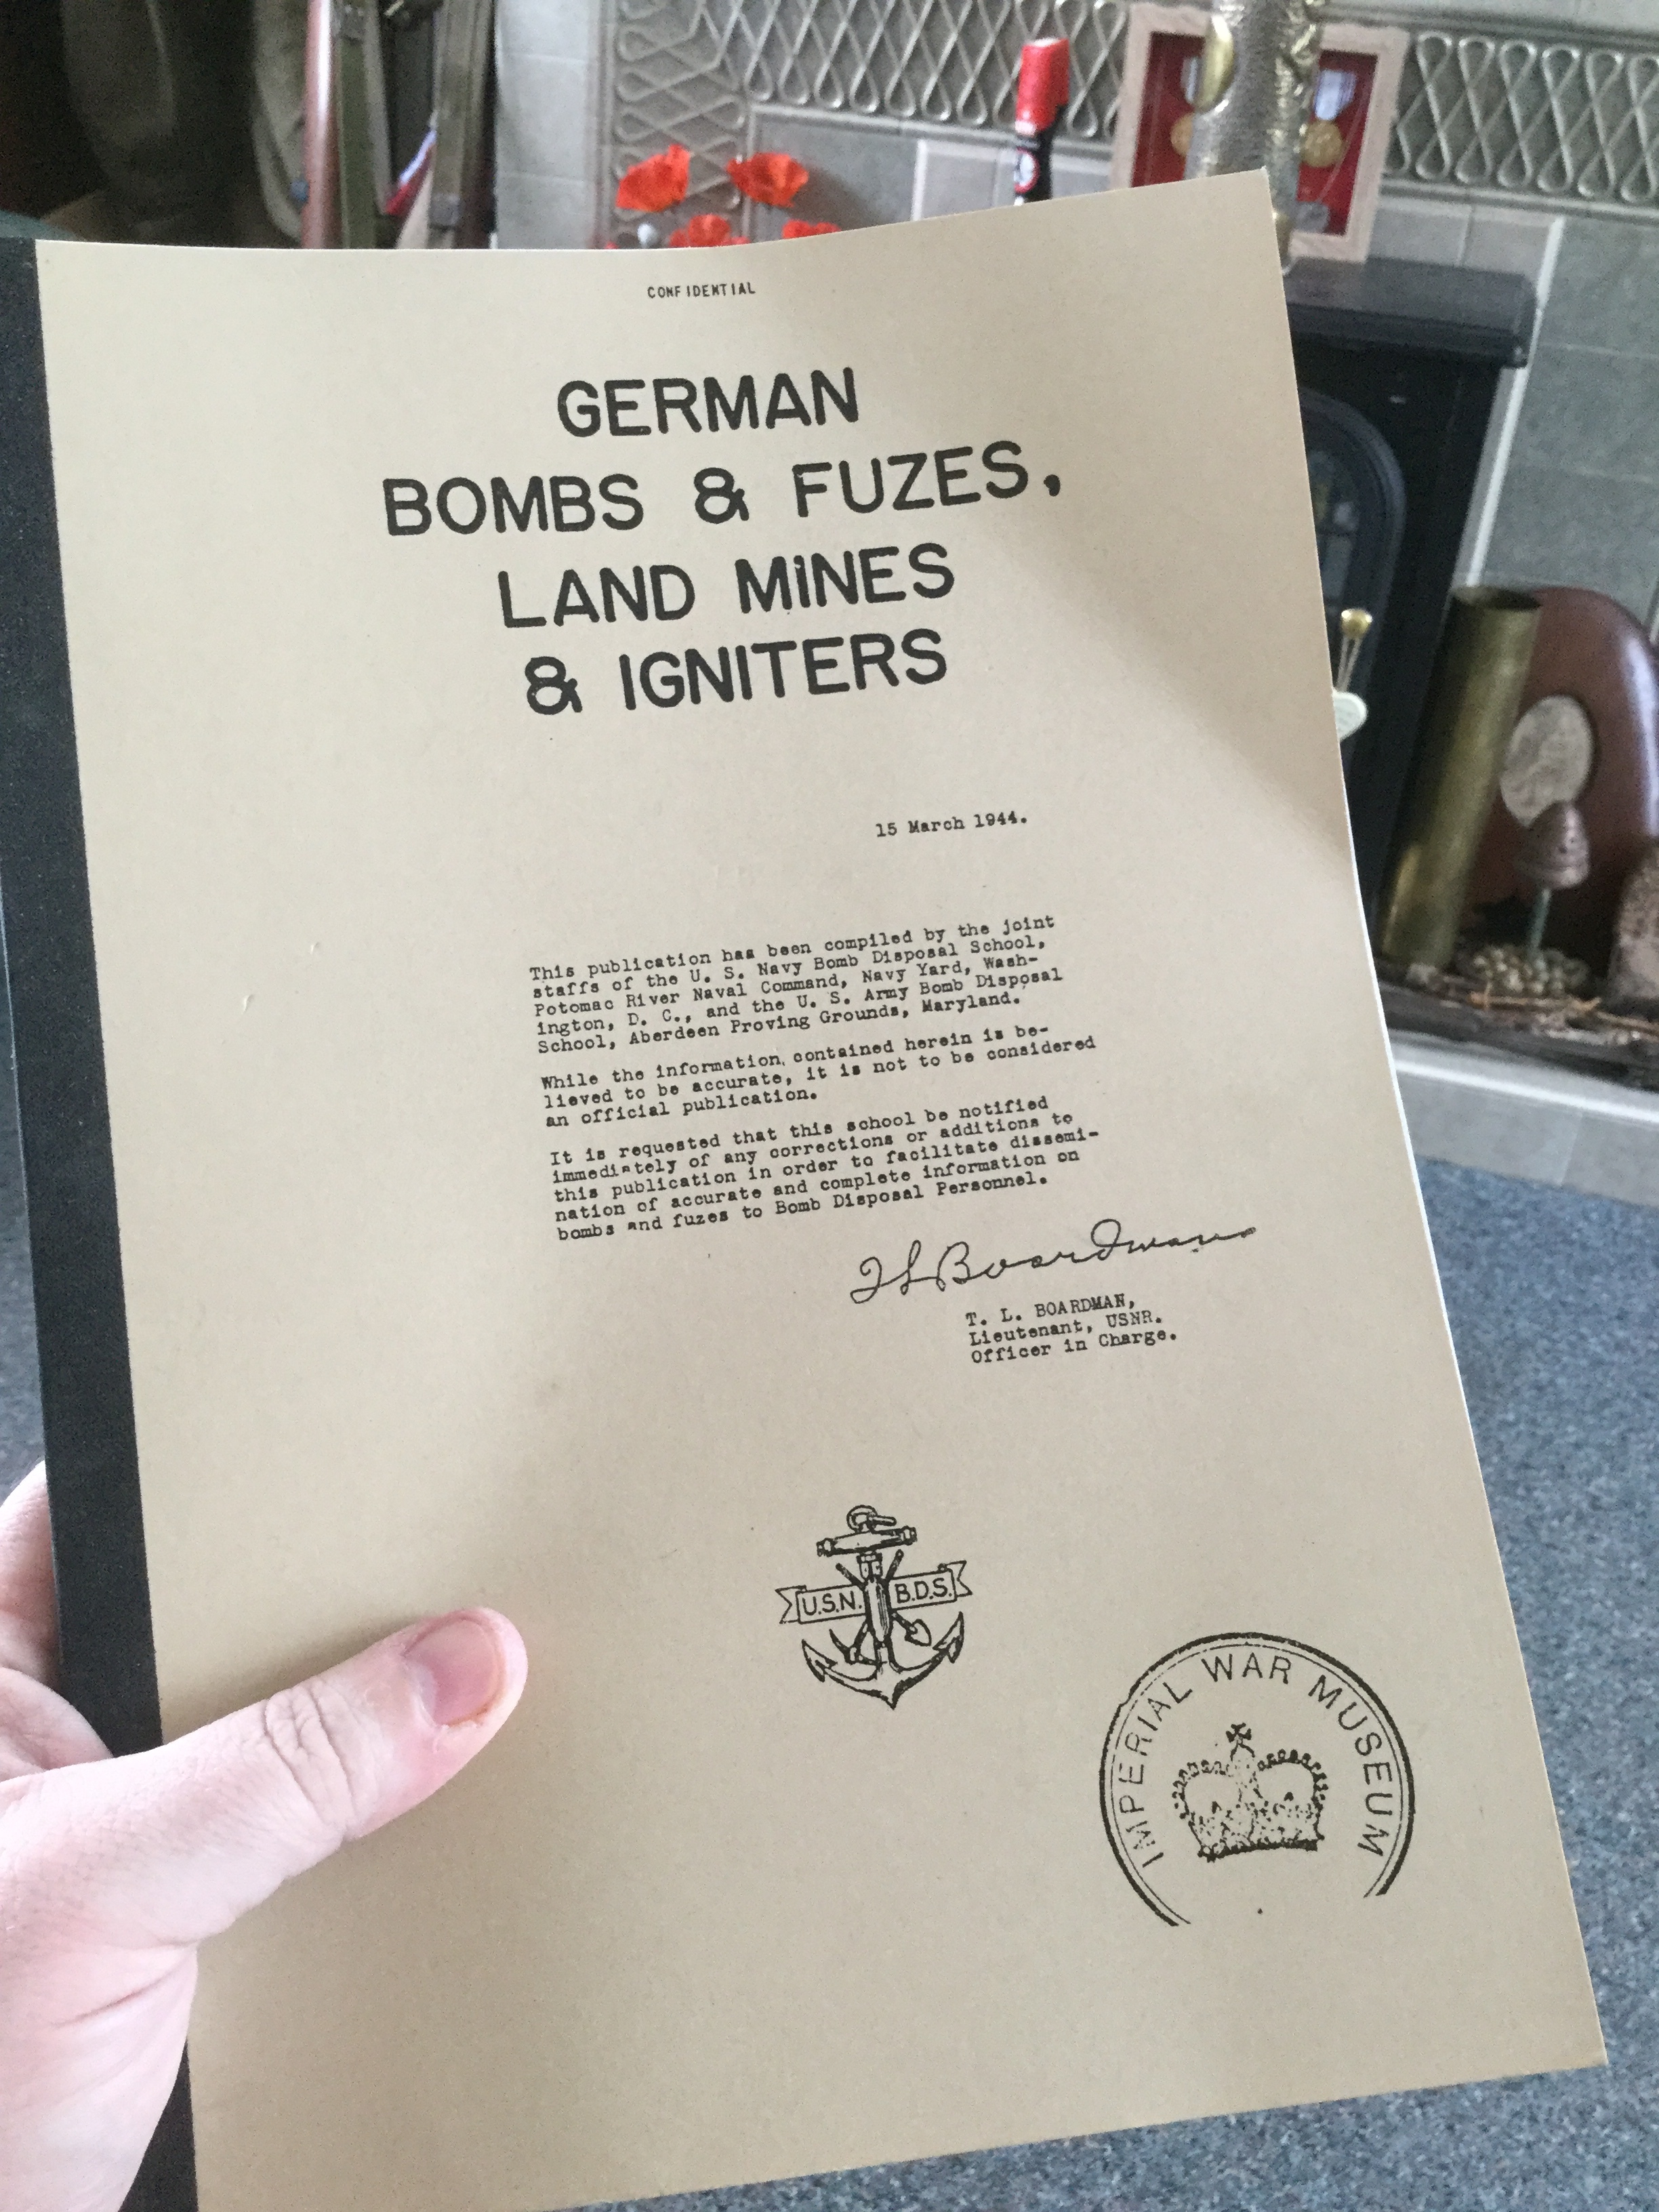 CONFIDENTIAL
GERMAN
BOMBS & FUZES,
LAND MINES
& IGNITERS
15 March 1944.
This publication has been compiled by the joint
staffs of the U. S. Navy Bomb Disposal School,
Potomac River Naval Command, Navy Yard, Wash-
ington, D. C., and the U. S. Army Bomb Disposal
School, Aberdeen Proving Grounds, Maryland.
While the information, contained herein is be-
lieved to be accurate, it is not to be considered
an official publication.
It is requested that this school be notified
immediately of any corrections or additions to
this publication in order to facilitate dissemi-
nation of accurate and complete information on
bombs and fuzes to Bomb Disposal Personnel.
T L Boardman
T. L. BOARDMAN,
Lieutenant, USNR.
Officer in Charge.
U.S.N. B.D.S.
IMPERIAL WAR MUSEUM